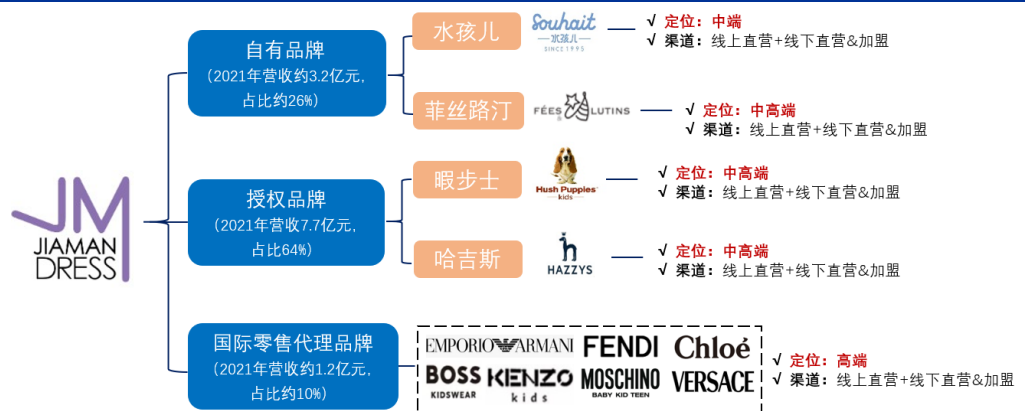 JM
JIAMAN
DRESS
自有品牌
(2021年营收约3.2亿元,
占比约26%)
水孩儿
Souhait
水孩儿
SINCE 1995
√ 定位：中端
√ 渠道：线上直营+线下直营&加盟
菲丝路汀
FÉES LUTINS
√ 定位：中高端
√ 渠道：线上直营+线下直营&加盟
授权品牌
(2021年营收7.7亿元,
占比64%)
暇步士
Hush Puppies
kids
√ 定位：中高端
√ 渠道：线上直营+线下直营&加盟
哈吉斯
HAZZYS
√ 定位：中高端
√ 渠道：线上直营+线下直营&加盟
国际零售代理品牌
(2021年营收约1.2亿元,
占比约10%)
EMPORIO ARMANI FENDI Chloé
BOSS KENZO MOSCHINO VERSACE
KIDSWEAR kids BABY KID TEEN
√ 定位：高端
√ 渠道：线上直营+线下直营&加盟